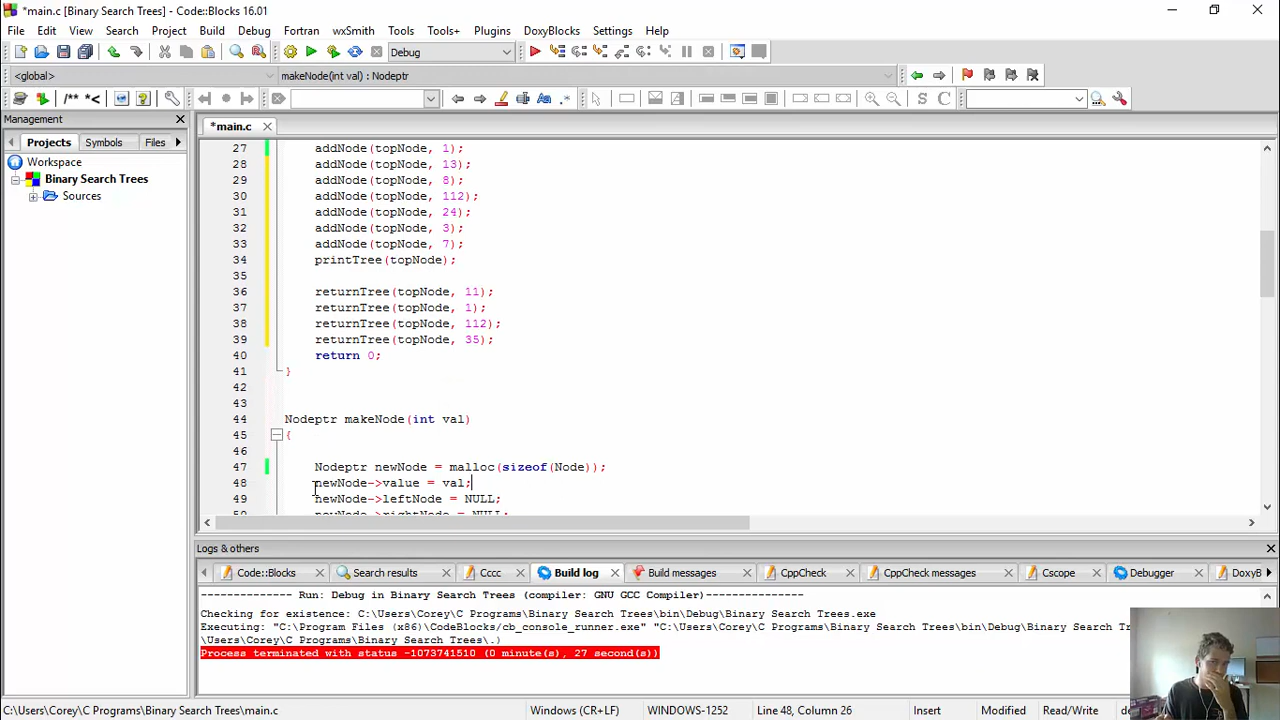 *main.c [Binary Search Trees] - Code::Blocks 16.01
File Edit View Search Project Build Debug Fortran wxSmith Tools Tools+ Plugins DoxyBlocks Settings Help
Debug
<global> makeNode(int val) : Nodeptr
/** *<
Management
*main.c
Projects Symbols Files
Workspace
Binary Search Trees
Sources
27 addNode(topNode, 1);
28 addNode(topNode, 13);
29 addNode(topNode, 8);
30 addNode(topNode, 112);
31 addNode(topNode, 24);
32 addNode(topNode, 3);
33 addNode(topNode, 7);
34 printTree(topNode);
35
36 returnTree(topNode, 11);
37 returnTree(topNode, 1);
38 returnTree(topNode, 112);
39 returnTree(topNode, 35);
40 return 0;
41 }
42
43
44 Nodeptr makeNode(int val)
45 {
46
47 Nodeptr newNode = malloc(sizeof(Node));
48 newNode->value = val;
49 newNode->leftNode = NULL;
50 newNode->rightNode = NULL;
Logs & others
Code::Blocks Search results Cccc Build log Build messages CppCheck CppCheck messages Cscope Debugger DoxyB
-------------- Run: Debug in Binary Search Trees (compiler: GNU GCC Compiler)---------------
Checking for existence: C:\Users\Corey\C Programs\Binary Search Trees\bin\Debug\Binary Search Trees.exe
Executing: "C:\Program Files (x86)\CodeBlocks/cb_console_runner.exe" "C:\Users\Corey\C Programs\Binary Search Trees\bin\Debug\Binary Search Tr
\Users\Corey\C Programs\Binary Search Trees\.)
Process terminated with status -1073741510 (0 minute(s), 27 second(s))
C:\Users\Corey\C Programs\Binary Search Trees\main.c Windows (CR+LF) WINDOWS-1252 Line 48, Column 26 Insert Modified Read/Write